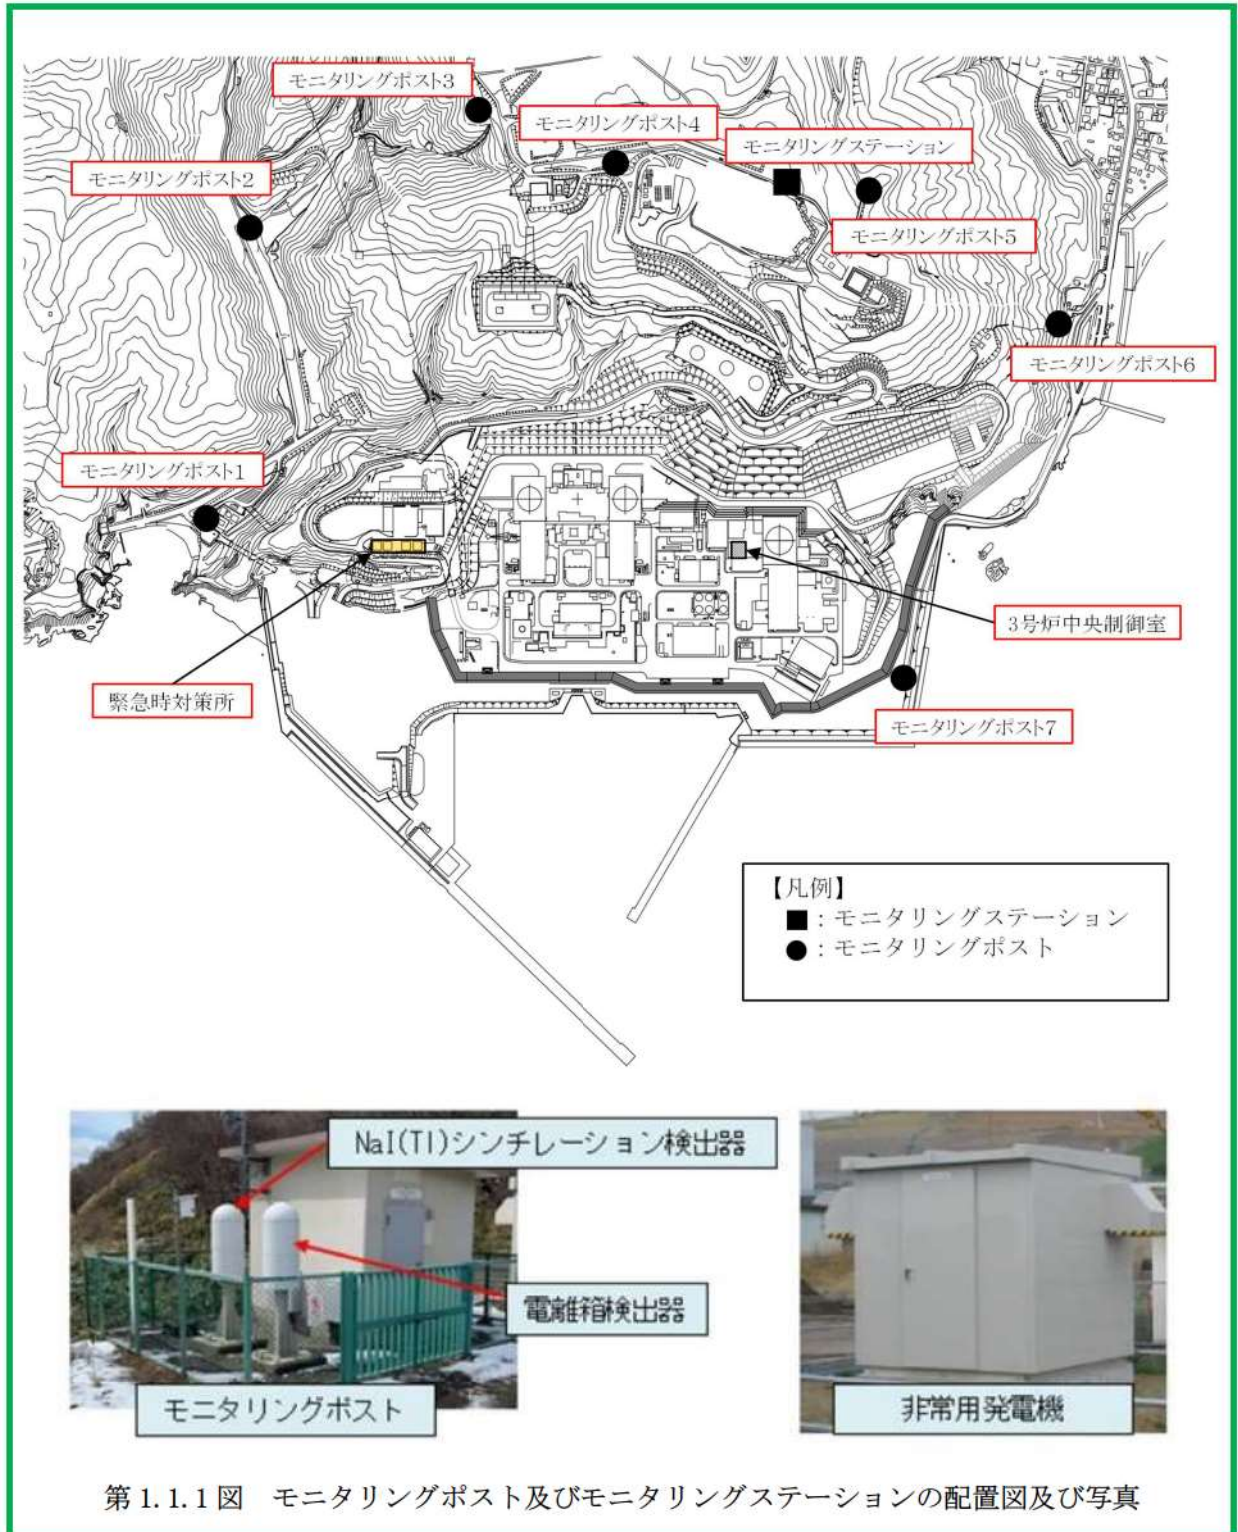 モニタリングポスト3
モニタリングポスト4
モニタリングステーション
モニタリングポスト2
モニタリングポスト5
モニタリングポスト6
モニタリングポスト1
3号炉中央制御室
緊急時対策所
モニタリングポスト7
【凡例】
■：モニタリングステーション
●：モニタリングポスト
NaI(Tl)シンチレーション検出器
電離箱検出器
モニタリングポスト
非常用発電機
第1.1.1図　モニタリングポスト及びモニタリングステーションの配置図及び写真